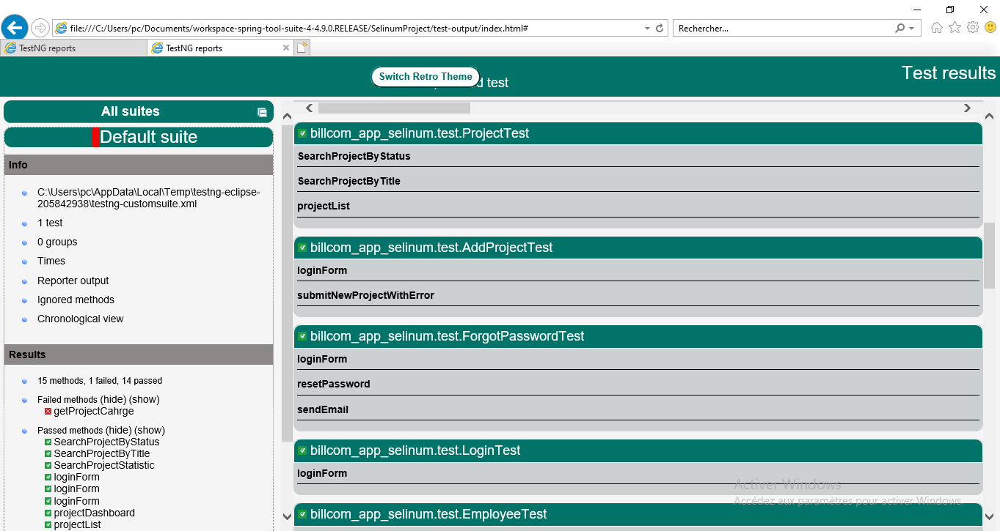 file:///C:/Users/pc/Documents/workspace-spring-tool-suite-4-4.9.0.RELEASE/SelinumProject/test-output/index.html#
Rechercher...
TestNG reports
TestNG reports
Switch Retro Theme
d test
Test results
All suites
Default suite
Info
C:\Users\pc\AppData\Local\Temp\testng-eclipse-
205842938\testng-customsuite.xml
1 test
0 groups
Times
Reporter output
Ignored methods
Chronological view
Results
15 methods, 1 failed, 14 passed
Failed methods (hide) (show)
getProjectCahrge
Passed methods (hide) (show)
SearchProjectByStatus
SearchProjectByTitle
SearchProjectStatistic
loginForm
loginForm
loginForm
projectDashboard
projectList
billcom_app_selinum.test.ProjectTest
SearchProjectByStatus
SearchProjectByTitle
projectList
billcom_app_selinum.test.AddProjectTest
loginForm
submitNewProjectWithError
billcom_app_selinum.test.ForgotPasswordTest
loginForm
resetPassword
sendEmail
billcom_app_selinum.test.LoginTest
loginForm
billcom_app_selinum.test.EmployeeTest
Activer Windows
Accédez aux paramètres pour activer Windows.